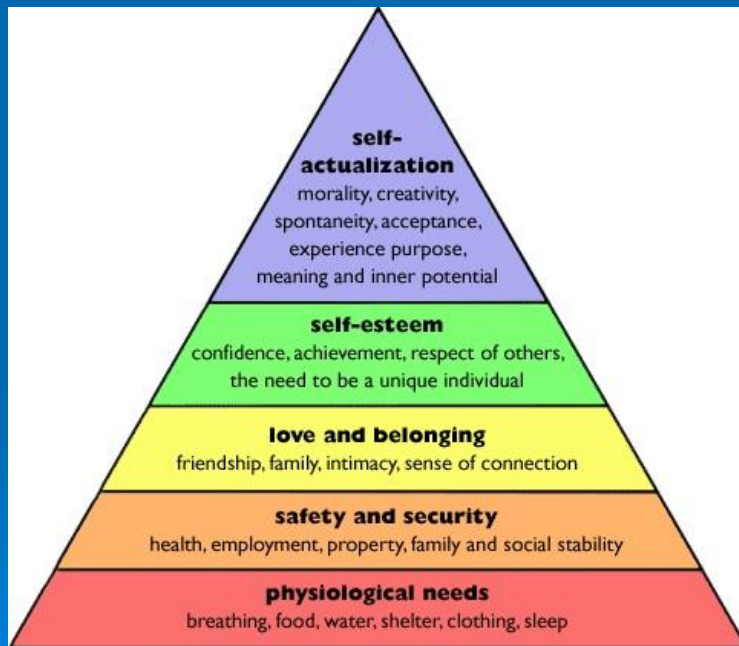 self-
actualization
morality, creativity,
spontaneity, acceptance,
experience purpose,
meaning and inner potential
self-esteem
confidence, achievement, respect of others,
the need to be a unique individual
love and belonging
friendship, family, intimacy, sense of connection
safety and security
health, employment, property, family and social stability
physiological needs
breathing, food, water, shelter, clothing, sleep